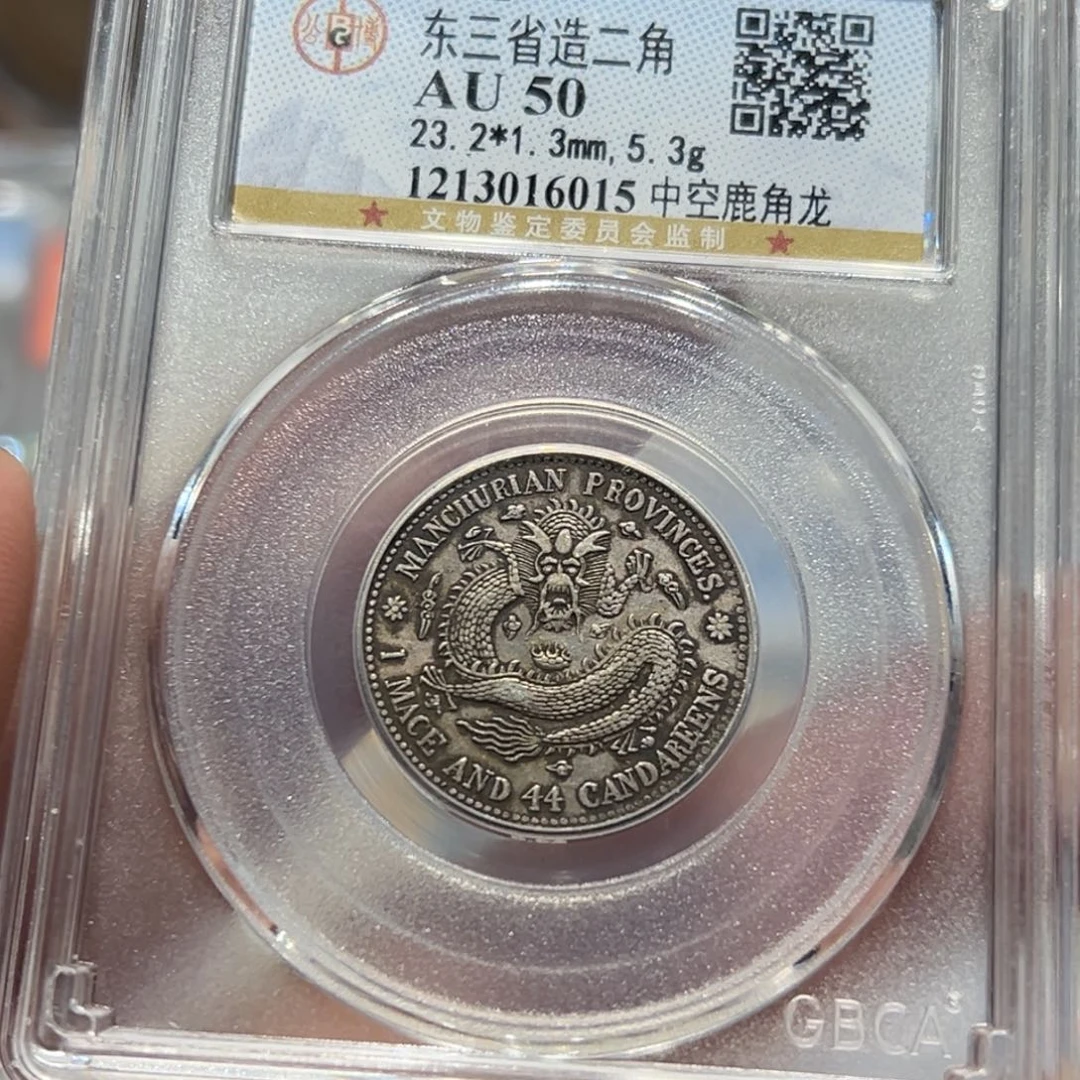 东三省造二角
AU 50
23.2*1.3mm,5.3g
1213016015 中空鹿角龙
★ 文物鉴定委员会监制 ★
MANCHURIAN PROVINCES.
1 MACE AND 44 CANDAREENS
GBCA